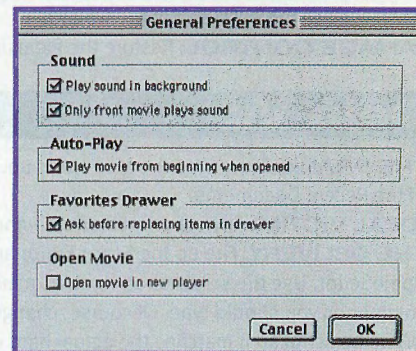 General Preferences
Sound
Play sound in background
Only front movie plays sound
Auto-Play
Play movie from beginning when opened
Favorites Drawer
Ask before replacing items in drawer
Open Movie
Open movie in new player
Cancel OK